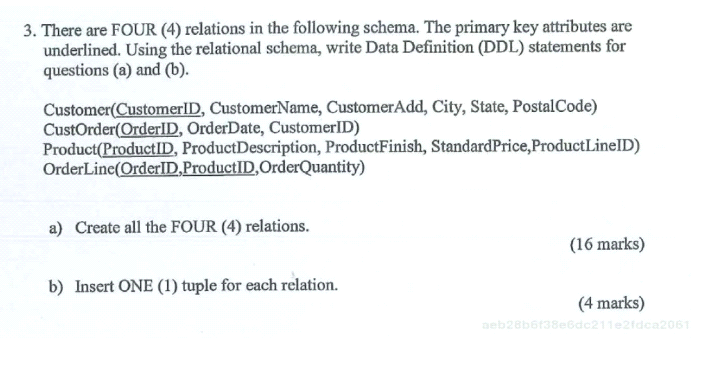 3. There are FOUR (4) relations in the following schema. The primary key attributes are
underlined. Using the relational schema, write Data Definition (DDL) statements for
questions (a) and (b).
Customer(CustomerID, CustomerName, CustomerAdd, City, State, PostalCode)
CustOrder(OrderID, OrderDate, CustomerID)
Product(ProductID, ProductDescription, ProductFinish, StandardPrice,ProductLineID)
OrderLine(OrderID,ProductID,OrderQuantity)
a) Create all the FOUR (4) relations.
(16 marks)
b) Insert ONE (1) tuple for each relation.
(4 marks)
aeb28b6f38e6dc211e2fdca2061